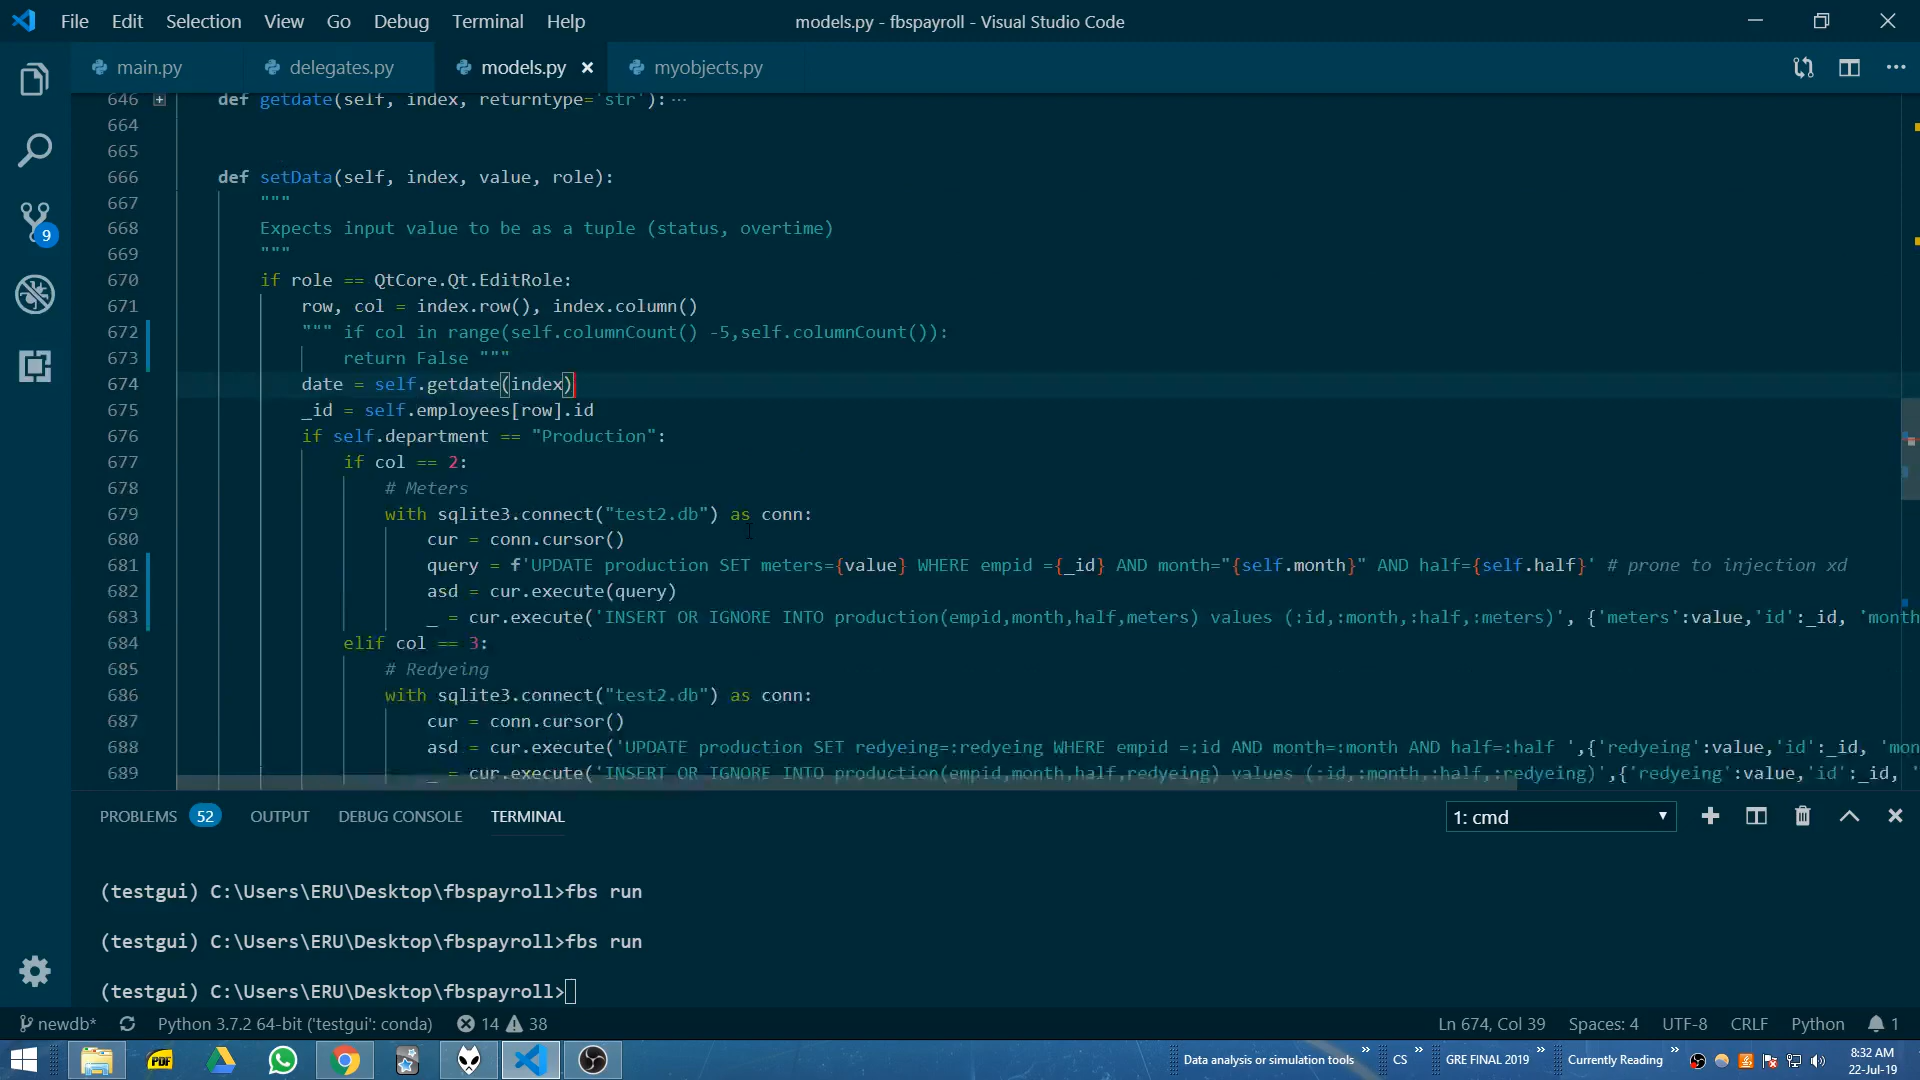 File Edit Selection View Go Debug Terminal Help models.py - fbspayroll - Visual Studio Code
main.py delegates.py models.py myobjects.py
646 def getdate(self, index, returntype='str'):
664
665
666 def setData(self, index, value, role):
667 """
668 Expects input value to be as a tuple (status, overtime)
669 """
670 if role == QtCore.Qt.EditRole:
671 row, col = index.row(), index.column()
672 """ if col in range(self.columnCount() -5,self.columnCount()):
673 return False """
674 date = self.getdate(index)
675 _id = self.employees[row].id
676 if self.department == "Production":
677 if col == 2:
678 # Meters
679 with sqlite3.connect("test2.db") as conn:
680 cur = conn.cursor()
681 query = f'UPDATE production SET meters={value} WHERE empid ={_id} AND month="{self.month}" AND half={self.half}' # prone to injection xd
682 asd = cur.execute(query)
683 _ = cur.execute('INSERT OR IGNORE INTO production(empid,month,half,meters) values (:id,:month,:half,:meters)', {'meters':value,'id':_id, 'month
684 elif col == 3:
685 # Redyeing
686 with sqlite3.connect("test2.db") as conn:
687 cur = conn.cursor()
688 asd = cur.execute('UPDATE production SET redyeing=:redyeing WHERE empid =:id AND month=:month AND half=:half ',{'redyeing':value,'id':_id, 'mo
689 _ = cur.execute('INSERT OR IGNORE INTO production(empid,month,half,redyeing) values (:id,:month,:half,:redyeing)',{'redyeing':value,'id':_id, '
9
PROBLEMS 52 OUTPUT DEBUG CONSOLE TERMINAL 1: cmd
(testgui) C:\Users\ERU\Desktop\fbspayroll>fbs run
(testgui) C:\Users\ERU\Desktop\fbspayroll>fbs run
(testgui) C:\Users\ERU\Desktop\fbspayroll>
newdb* Python 3.7.2 64-bit ('testgui': conda) 14 38 Ln 674, Col 39 Spaces: 4 UTF-8 CRLF Python 1
PDF Data analysis or simulation tools » CS » GRE FINAL 2019 » Currently Reading » 8:32 AM
22-Jul-19